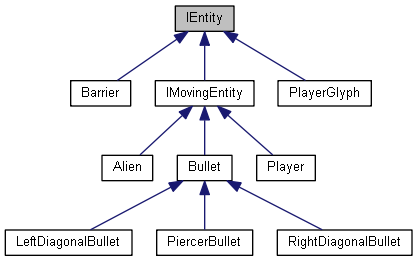 IEntity
Barrier
IMovingEntity
PlayerGlyph
Alien
Bullet
Player
LeftDiagonalBullet
PiercerBullet
RightDiagonalBullet